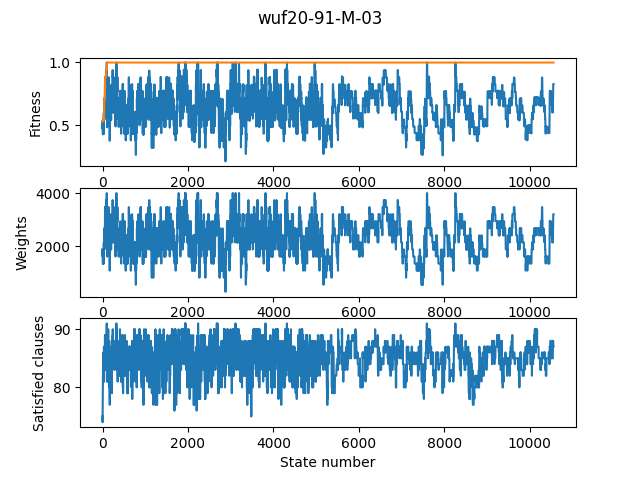 wuf20-91-M-03
1.0
0.5
Fitness
0 2000 4000 6000 8000 10000
4000
2000
Weights
0 2000 4000 6000 8000 10000
90
80
Satisfied clauses
0 2000 4000 6000 8000 10000
State number